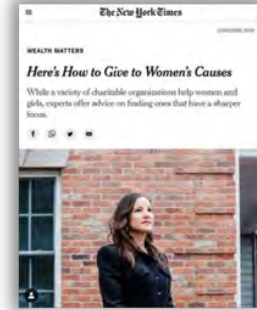 The New York Times
WEALTH MATTERS
Here's How to Give to Women's Causes
While a variety of charitable organizations help women and
girls, experts offer advice on finding ones that have a sharper
focus.